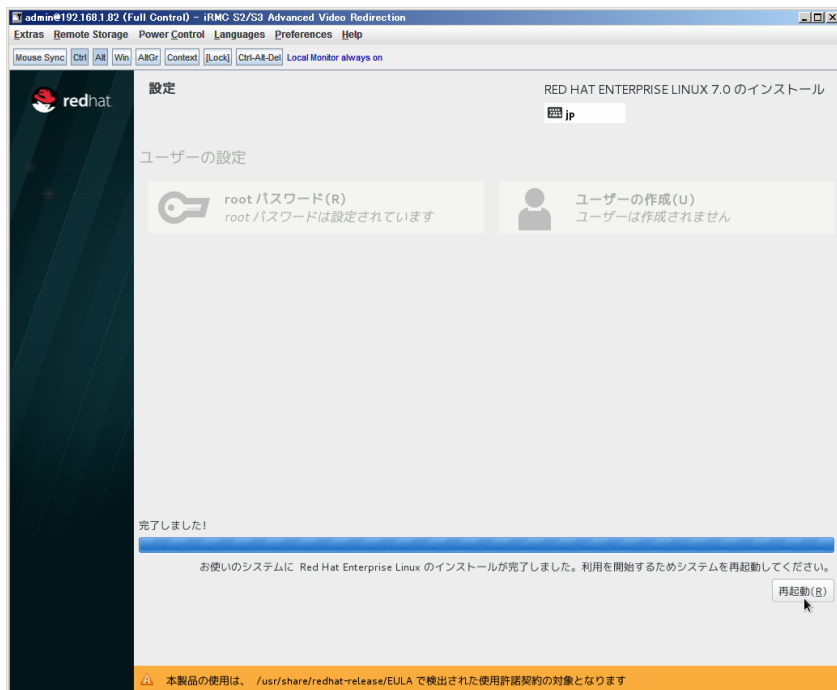 admin@192.168.1.82 (Full Control) - iRMC S2/S3 Advanced Video Redirection
Extras Remote Storage Power Control Languages Preferences Help
Mouse Sync Ctrl Alt Win AltGr Context [Lock] Ctrl-Alt-Del Local Monitor always on
redhat.
設定
RED HAT ENTERPRISE LINUX 7.0 のインストール
jp
ユーザーの設定
root パスワード(R)
root パスワードは設定されています
ユーザーの作成(U)
ユーザーは作成されません
完了しました!
お使いのシステムに Red Hat Enterprise Linux のインストールが完了しました。利用を開始するためシステムを再起動してください。
再起動(R)
本製品の使用は、 /usr/share/redhat-release/EULA で検出された使用許諾契約の対象となります